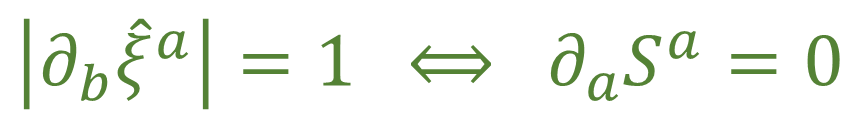 |∂_b ξ̂^a| = 1 ⇔ ∂_a S^a = 0